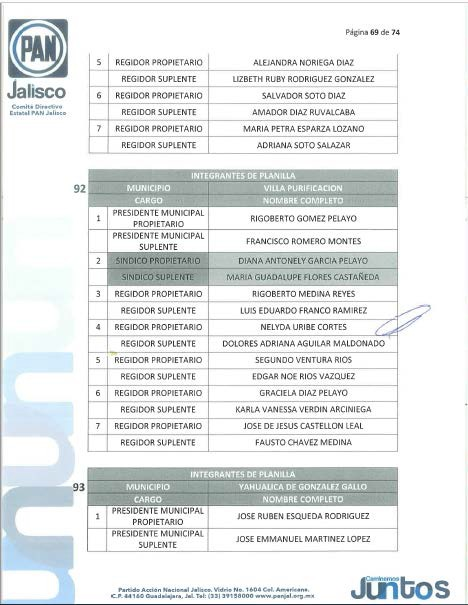 PAN
Jalisco
Comité Directivo
Estatal PAN Jalisco
Página 69 de 74
5 REGIDOR PROPIETARIO ALEJANDRA NORIEGA DIAZ
REGIDOR SUPLENTE LIZBETH RUBY RODRIGUEZ GONZALEZ
6 REGIDOR PROPIETARIO SALVADOR SOTO DIAZ
REGIDOR SUPLENTE AMADOR DIAZ RUVALCABA
7 REGIDOR PROPIETARIO MARIA PETRA ESPARZA LOZANO
REGIDOR SUPLENTE ADRIANA SOTO SALAZAR
INTEGRANTES DE PLANILLA
92 MUNICIPIO VILLA PURIFICACION
CARGO NOMBRE COMPLETO
1 PRESIDENTE MUNICIPAL PROPIETARIO RIGOBERTO GOMEZ PELAYO
PRESIDENTE MUNICIPAL SUPLENTE FRANCISCO ROMERO MONTES
2 SINDICO PROPIETARIO DIANA ANTONELY GARCIA PELAYO
SINDICO SUPLENTE MARIA GUADALUPE FLORES CASTAÑEDA
3 REGIDOR PROPIETARIO RIGOBERTO MEDINA REYES
REGIDOR SUPLENTE LUIS EDUARDO FRANCO RAMIREZ
4 REGIDOR PROPIETARIO NELYDA URIBE CORTES
REGIDOR SUPLENTE DOLORES ADRIANA AGUILAR MALDONADO
5 REGIDOR PROPIETARIO SEGUNDO VENTURA RIOS
REGIDOR SUPLENTE EDGAR NOE RIOS VAZQUEZ
6 REGIDOR PROPIETARIO GRACIELA DIAZ PELAYO
REGIDOR SUPLENTE KARLA VANESSA VERDIN ARCINIEGA
7 REGIDOR PROPIETARIO JOSE DE JESUS CASTELLON LEAL
REGIDOR SUPLENTE FAUSTO CHAVEZ MEDINA
INTEGRANTES DE PLANILLA
93 MUNICIPIO YAHUALICA DE GONZALEZ GALLO
CARGO NOMBRE COMPLETO
1 PRESIDENTE MUNICIPAL PROPIETARIO JOSE RUBEN ESQUEDA RODRIGUEZ
PRESIDENTE MUNICIPAL SUPLENTE JOSE EMMANUEL MARTINEZ LOPEZ
Partido Acción Nacional Jalisco. Vidrio No. 1604 Col. Americana.
C.P. 44160 Guadalajara, Jal. Tel: (33) 39158000 www.panjal.org.mx
Caminemos
Juntos